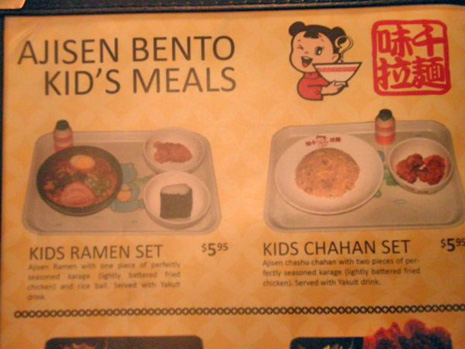 AJISEN BENTO
KID'S MEALS
味千
拉麵
KIDS RAMEN SET $5.95
Ajisen Ramen with one piece of perfectly
seasoned karage (lightly battered fried
chicken) and rice ball. Served with Yakult
drink.
KIDS CHAHAN SET $5.95
Ajisen chashu chahan with two pieces of per-
fectly seasoned karage (lightly battered fried
chicken). Served with Yakult drink.